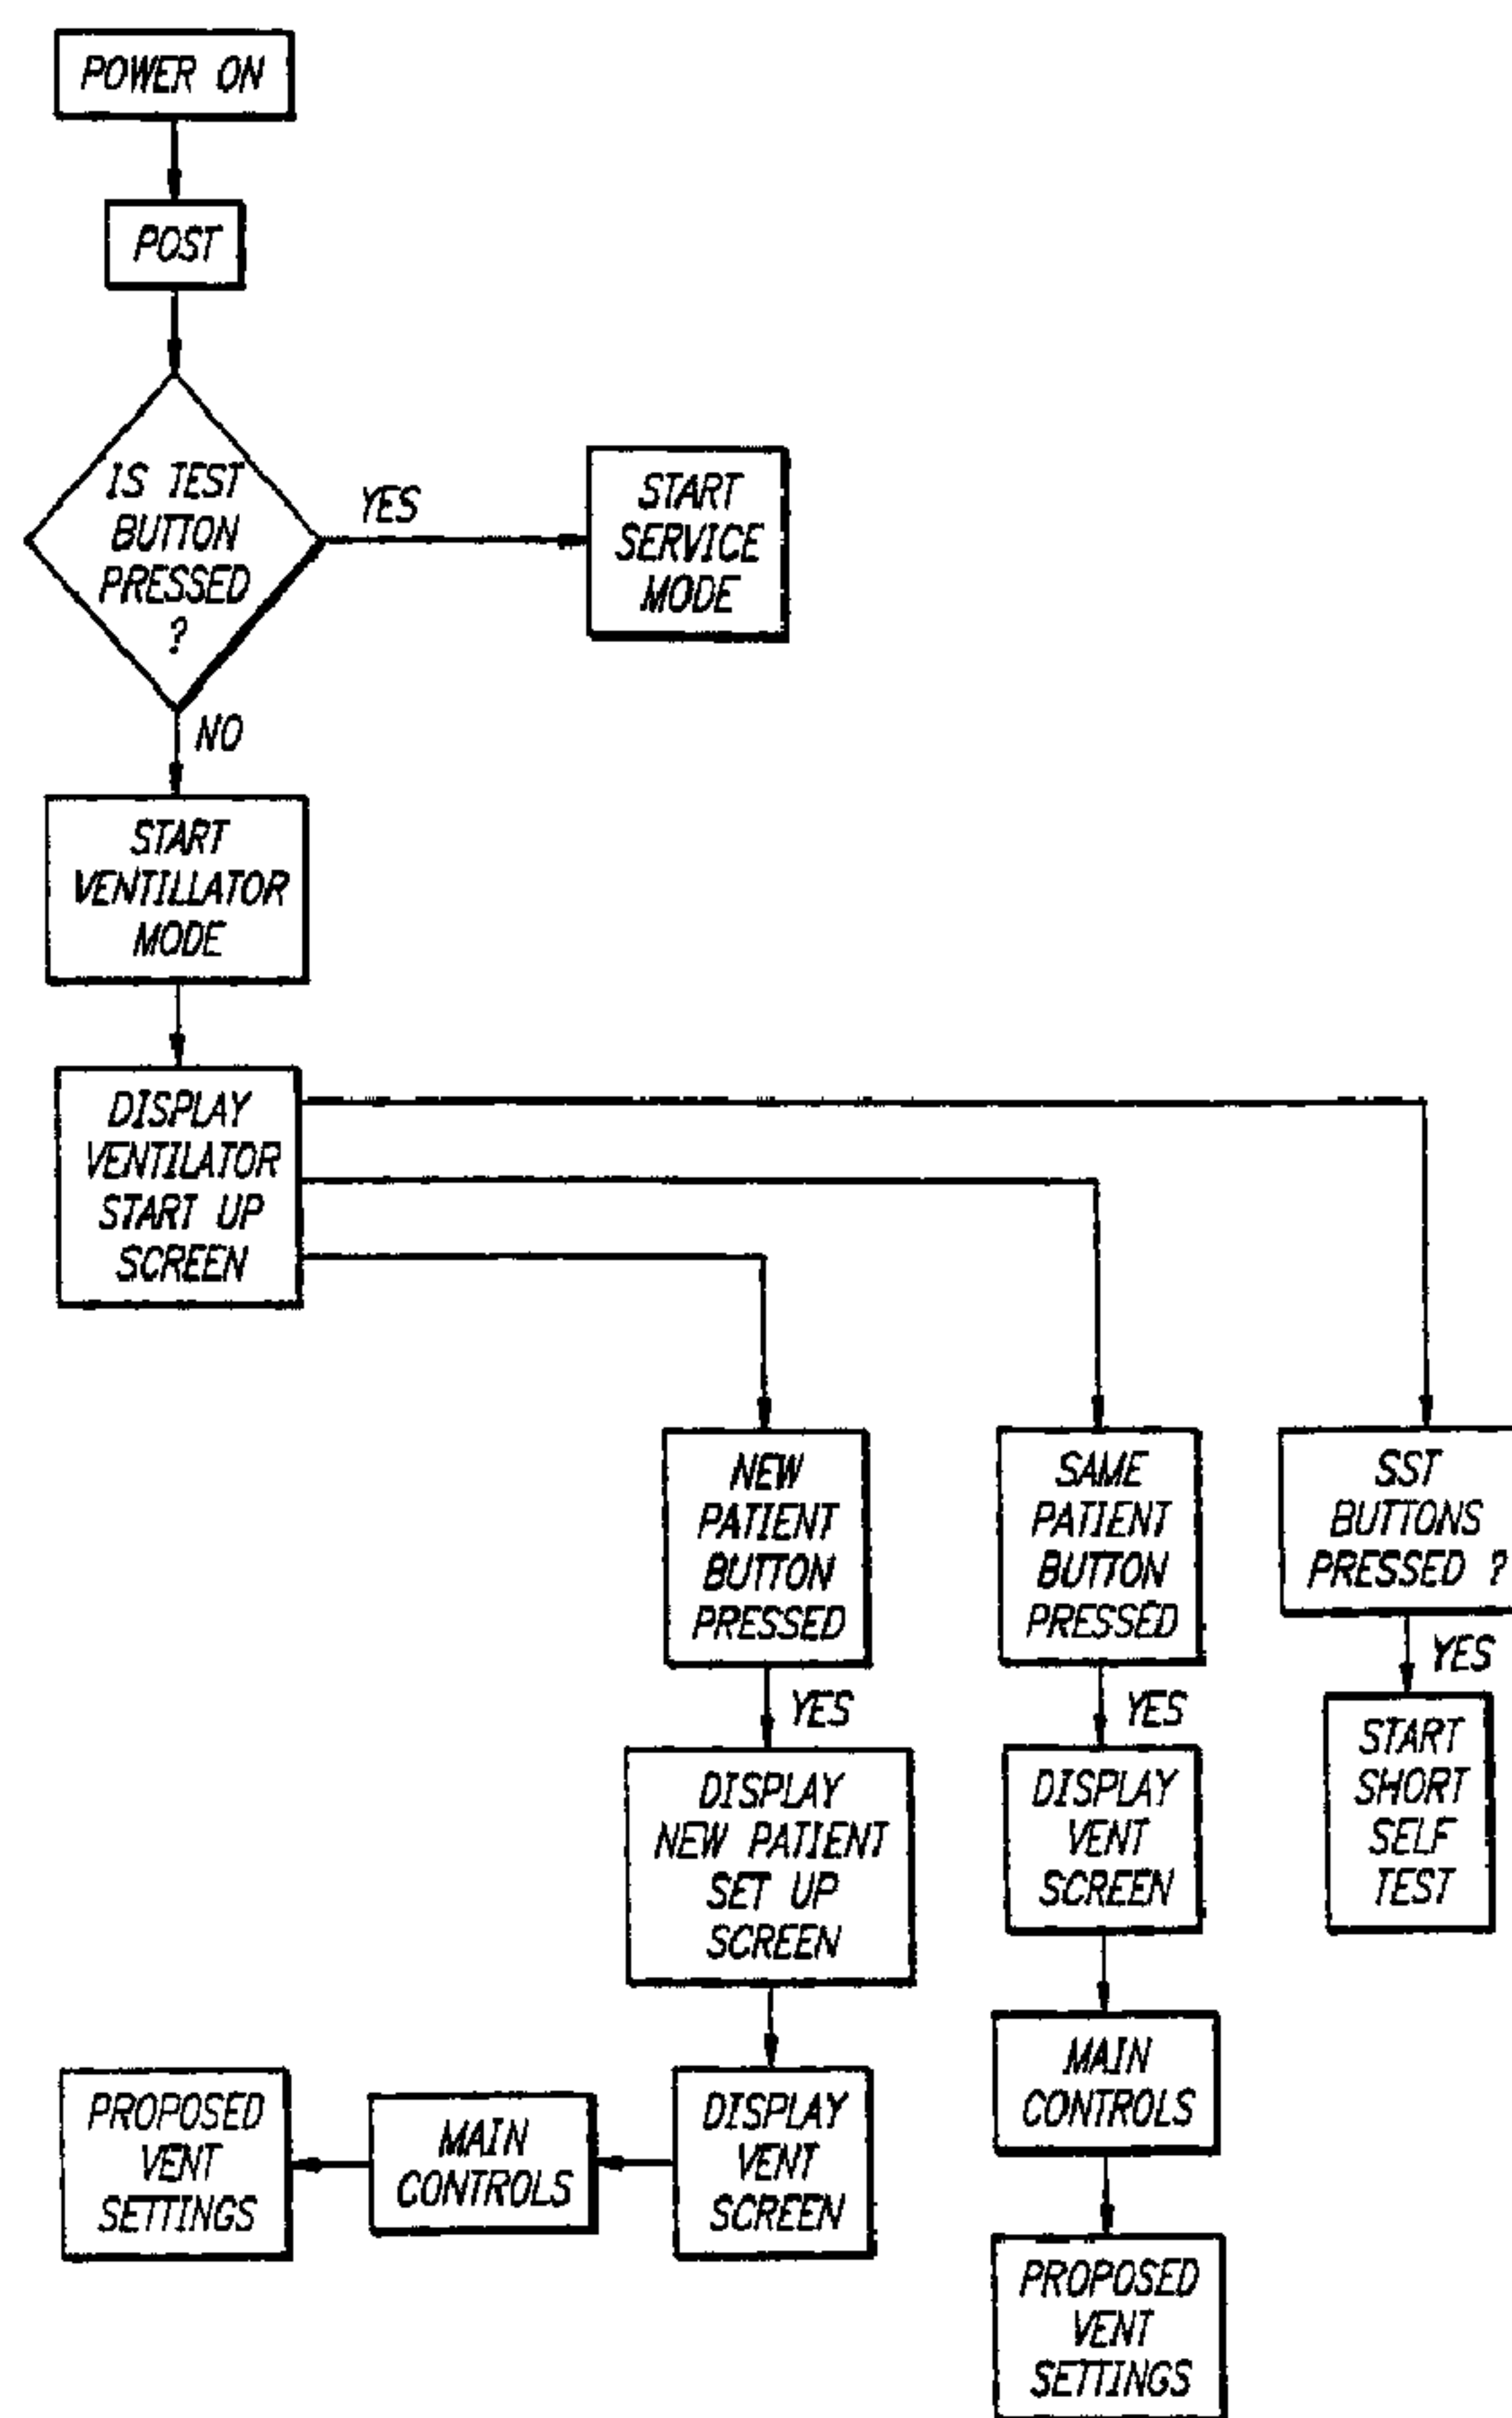 POWER ON
POST
IS TEST
BUTTON
PRESSED
?
YES
START
SERVICE
MODE
NO
START
VENTILLATOR
MODE
DISPLAY
VENTILATOR
START UP
SCREEN
NEW
PATIENT
BUTTON
PRESSED
YES
DISPLAY
NEW PATIENT
SET UP
SCREEN
DISPLAY
VENT
SCREEN
MAIN
CONTROLS
PROPOSED
VENT
SETTINGS
SAME
PATIENT
BUTTON
PRESSED
YES
DISPLAY
VENT
SCREEN
MAIN
CONTROLS
PROPOSED
VENT
SETTINGS
SST
BUTTONS
PRESSED ?
YES
START
SHORT
SELF
TEST